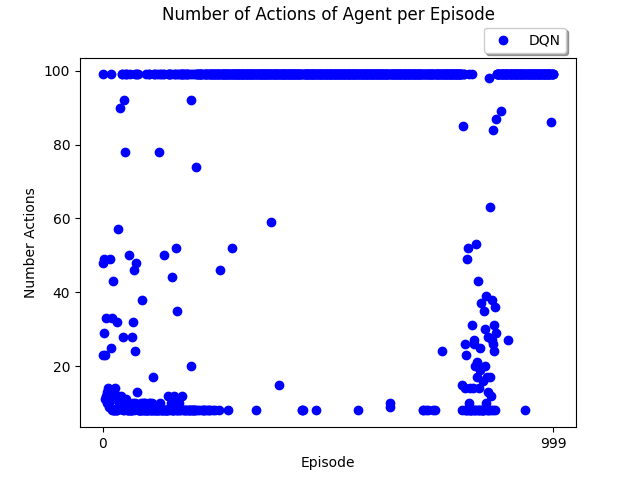 Number of Actions of Agent per Episode
DQN
100
80
60
40
20
Number Actions
0
999
Episode